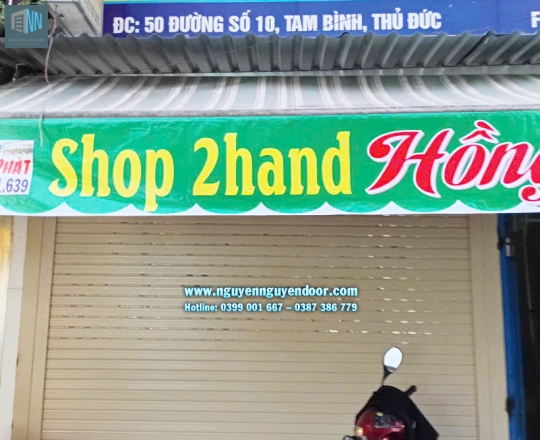 NN
ĐC: 50 ĐƯỜNG SỐ 10, TAM BÌNH, THỦ ĐỨC
PHÁT
.639
Shop 2hand Hồng
www.nguyennguyendoor.com
Hotline: 0399 001 667 – 0387 386 779